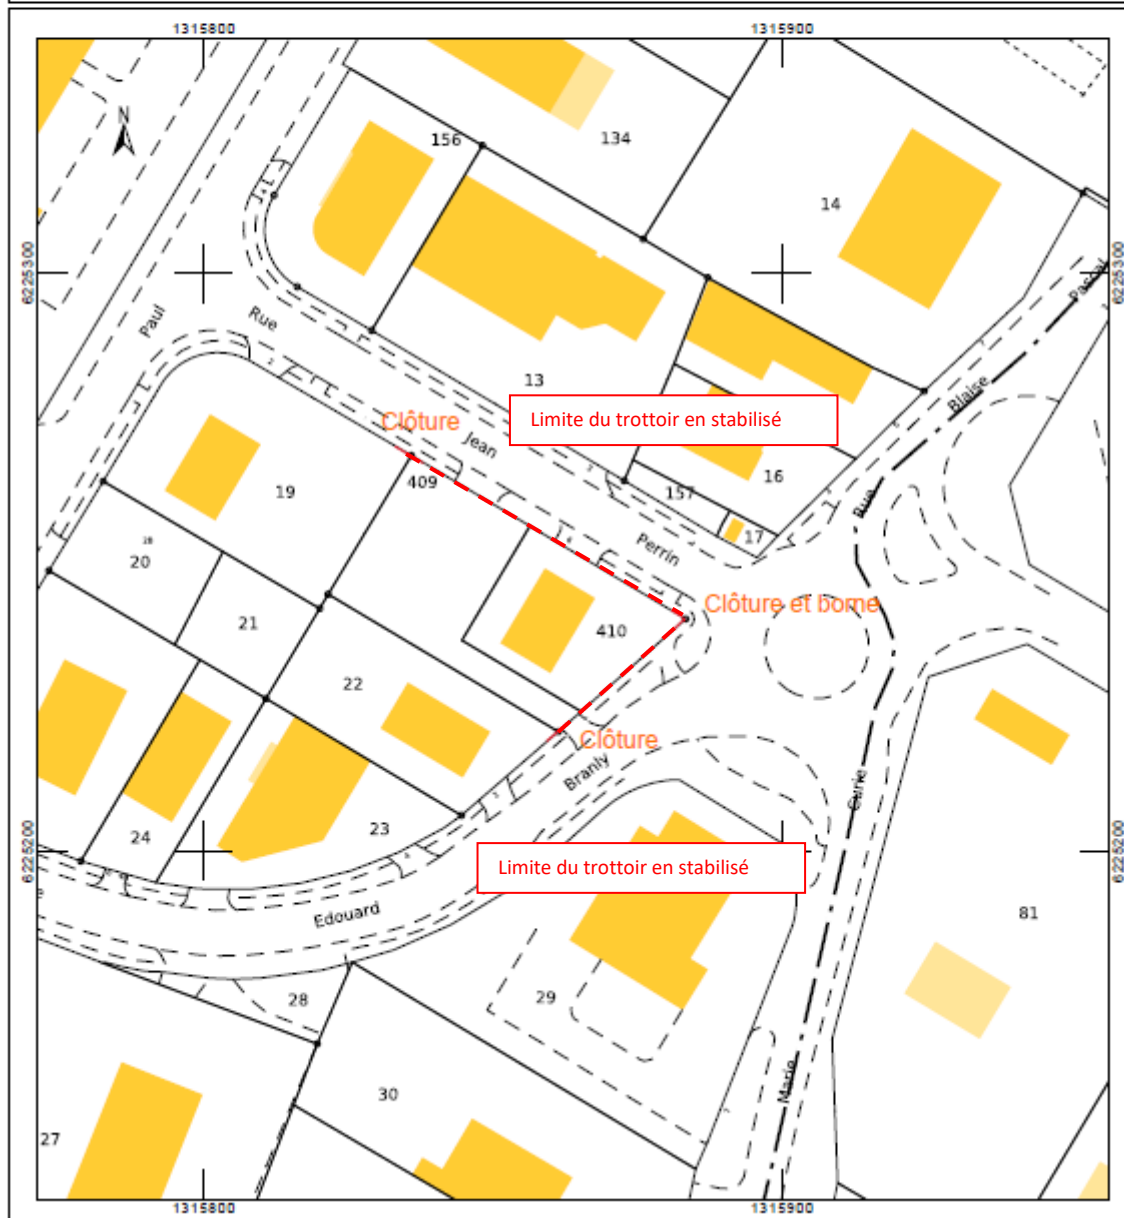 1315800
1315900
N
156
134
14
6225300
6225300
Pascal
Paul
Rue
13
Limite du trottoir en stabilisé
Blaise
Clôture
Jean
16
409
19
157
Rue
17
Perrin
20
21
410
Clôture et borne
22
Clôture
Branly
Curie
23
24
6225200
6225200
Limite du trottoir en stabilisé
Edouard
81
28
29
30
Marie
27
1315800
1315900